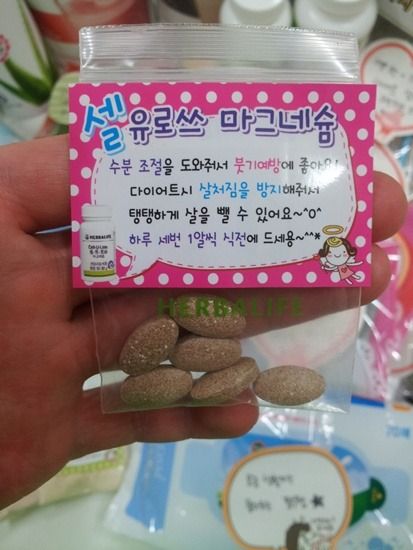 셀유로쓰 마그네슘
수분 조절을 도와줘서 붓기예방에 좋아요!
다이어트시 살처짐을 방지해줘서
탱탱하게 살을 뺄 수 있어요~^0^
하루 세번 1알씩 식전에 드세용~^^*
HERBALIFE
HERBALIFE